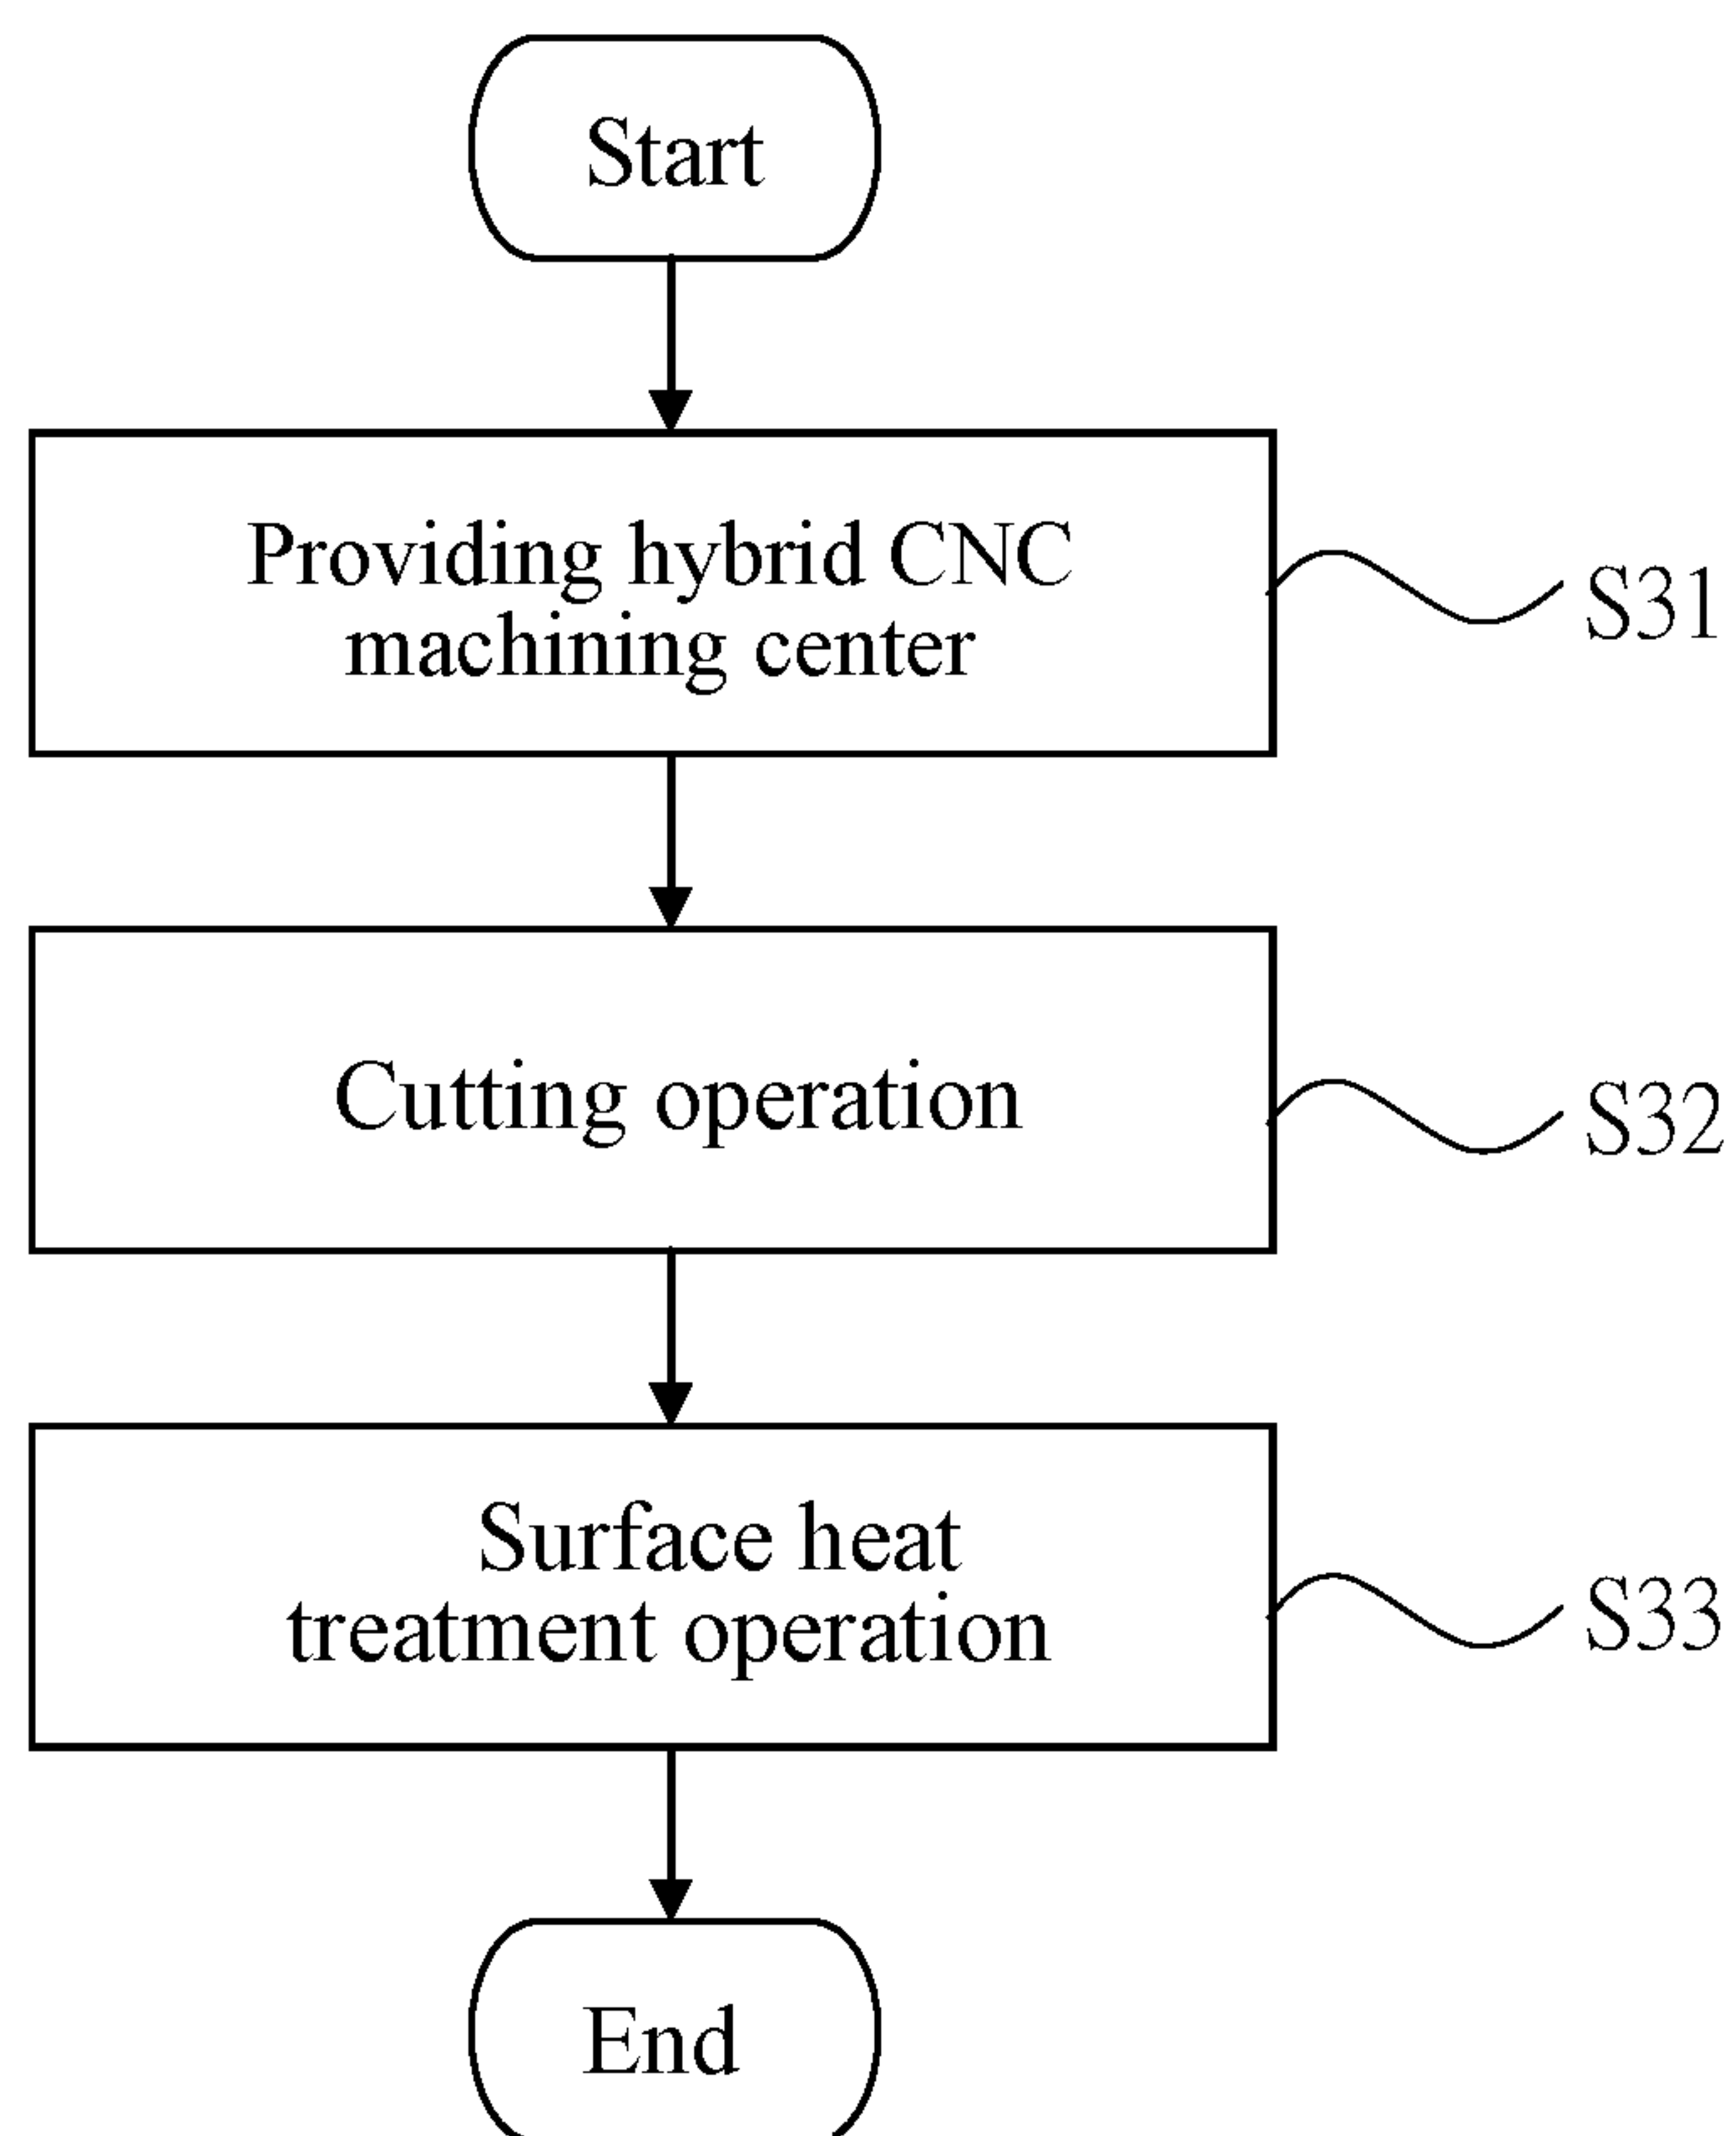 Start
Providing hybrid CNC
machining center
S31
Cutting operation
S32
Surface heat
treatment operation
S33
End